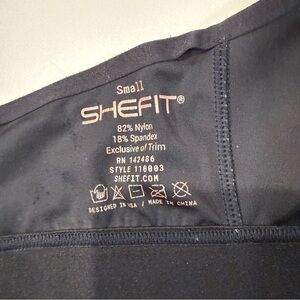 Small
SHEFIT®
82% Nylon
18% Spandex
Exclusive of Trim
RN 142486
STYLE 110003
SHEFIT.COM
DESIGNED IN USA / MADE IN CHINA